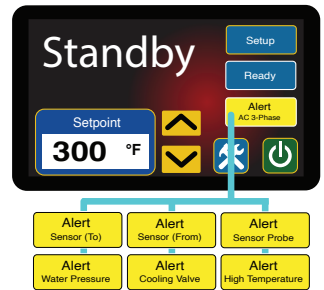 Standby
Setup
Ready
Alert
AC 3-Phase
Setpoint
300 °F
Alert
Sensor (To)
Alert
Sensor (From)
Alert
Sensor Probe
Alert
Water Pressure
Alert
Cooling Valve
Alert
High Temperature